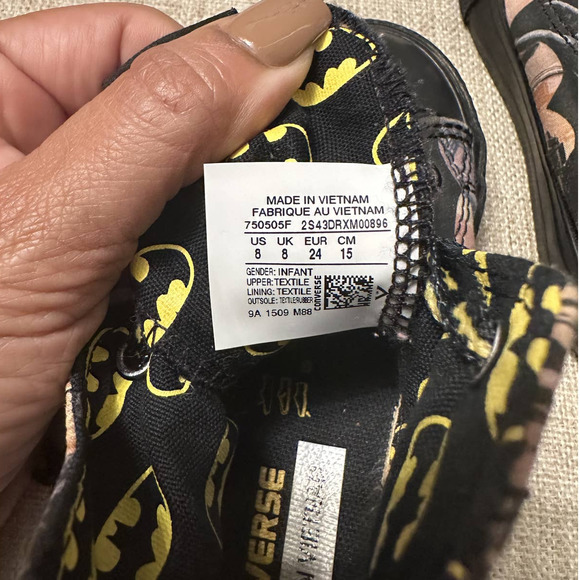 MADE IN VIETNAM
FABRIQUE AU VIETNAM
750505F 2S43DRXM00896
US UK EUR CM
8 8 24 15
GENDER: INFANT
UPPER: TEXTILE
LINING: TEXTILE
OUTSOLE: TEXTILE/RUBBER
CONVERSE
9A 1509 M88
VERSE